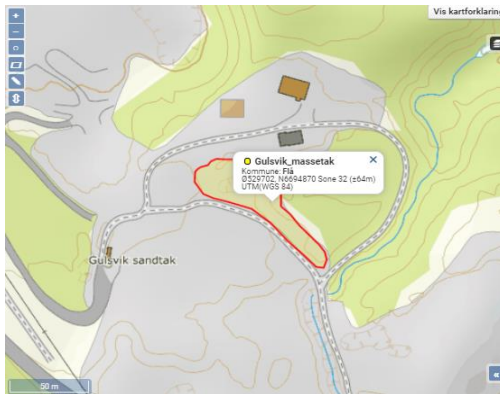 Vis kartforklaring
Gulsvik_massetak
Kommune: Flå
Ø529702, N6694870 Sone 32 (±64m)
UTM(WGS 84)
Gulsvik sandtak
50 m